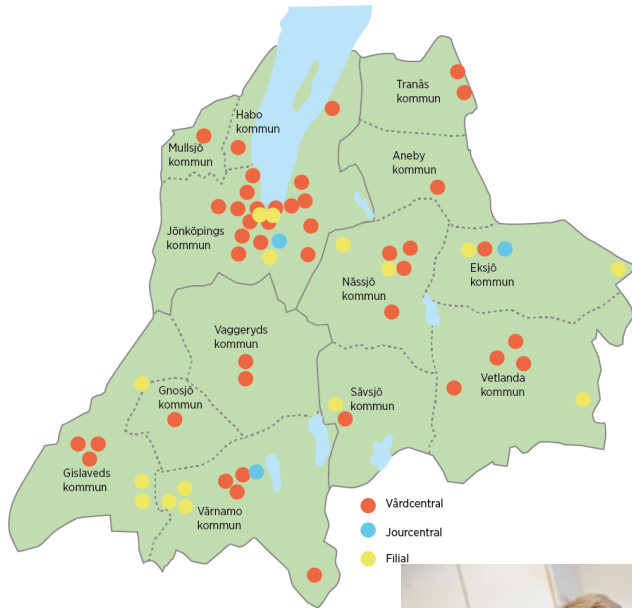 Tranås
kommun
Habo
kommun
Mullsjö
kommun
Aneby
kommun
Jönköpings
kommun
Nässjö
kommun
Eksjö
kommun
Vaggeryds
kommun
Gnosjö
kommun
Sävsjö
kommun
Vetlanda
kommun
Gislaveds
kommun
Värnamo
kommun
Vårdcentral
Jourcentral
Filial